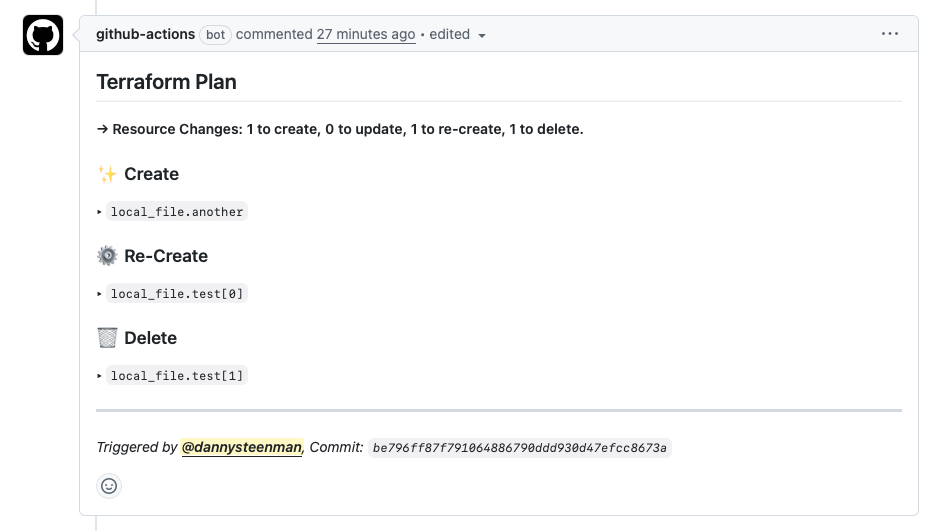 github-actions bot commented 27 minutes ago • edited
Terraform Plan
→ Resource Changes: 1 to create, 0 to update, 1 to re-create, 1 to delete.
✨ Create
▸ local_file.another
⚙️ Re-Create
▸ local_file.test[0]
🗑️ Delete
▸ local_file.test[1]
Triggered by @dannysteenman, Commit: be796ff87f791064886790ddd930d47efcc8673a